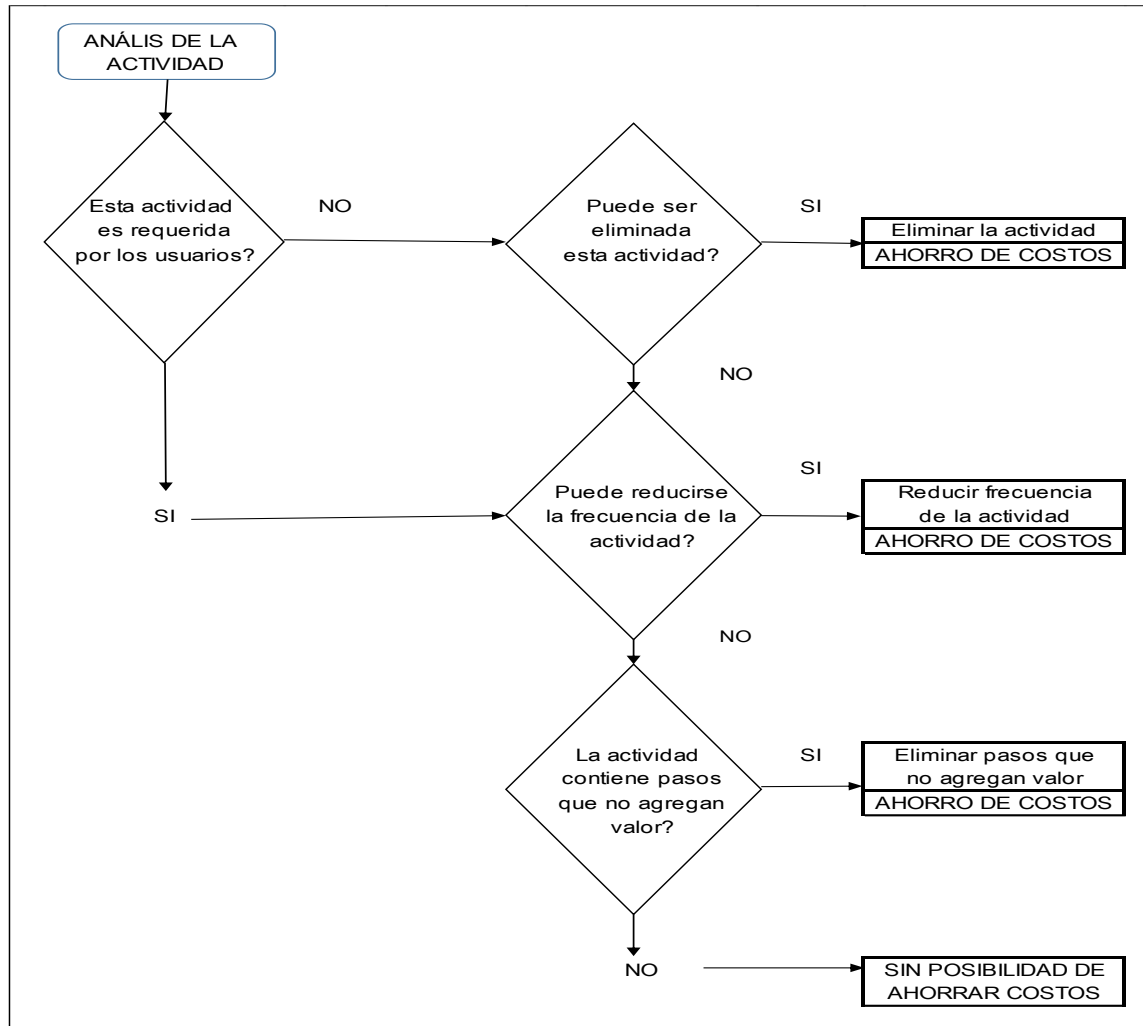 ANÁLIS DE LA
ACTIVIDAD
Esta actividad
es requerida
por los usuarios?
NO
Puede ser
eliminada
esta actividad?
SI
Eliminar la actividad
AHORRO DE COSTOS
NO
SI
Puede reducirse
la frecuencia de la
actividad?
SI
Reducir frecuencia
de la actividad
AHORRO DE COSTOS
NO
La actividad
contiene pasos
que no agregan
valor?
SI
Eliminar pasos que
no agregan valor
AHORRO DE COSTOS
NO
SIN POSIBILIDAD DE
AHORRAR COSTOS